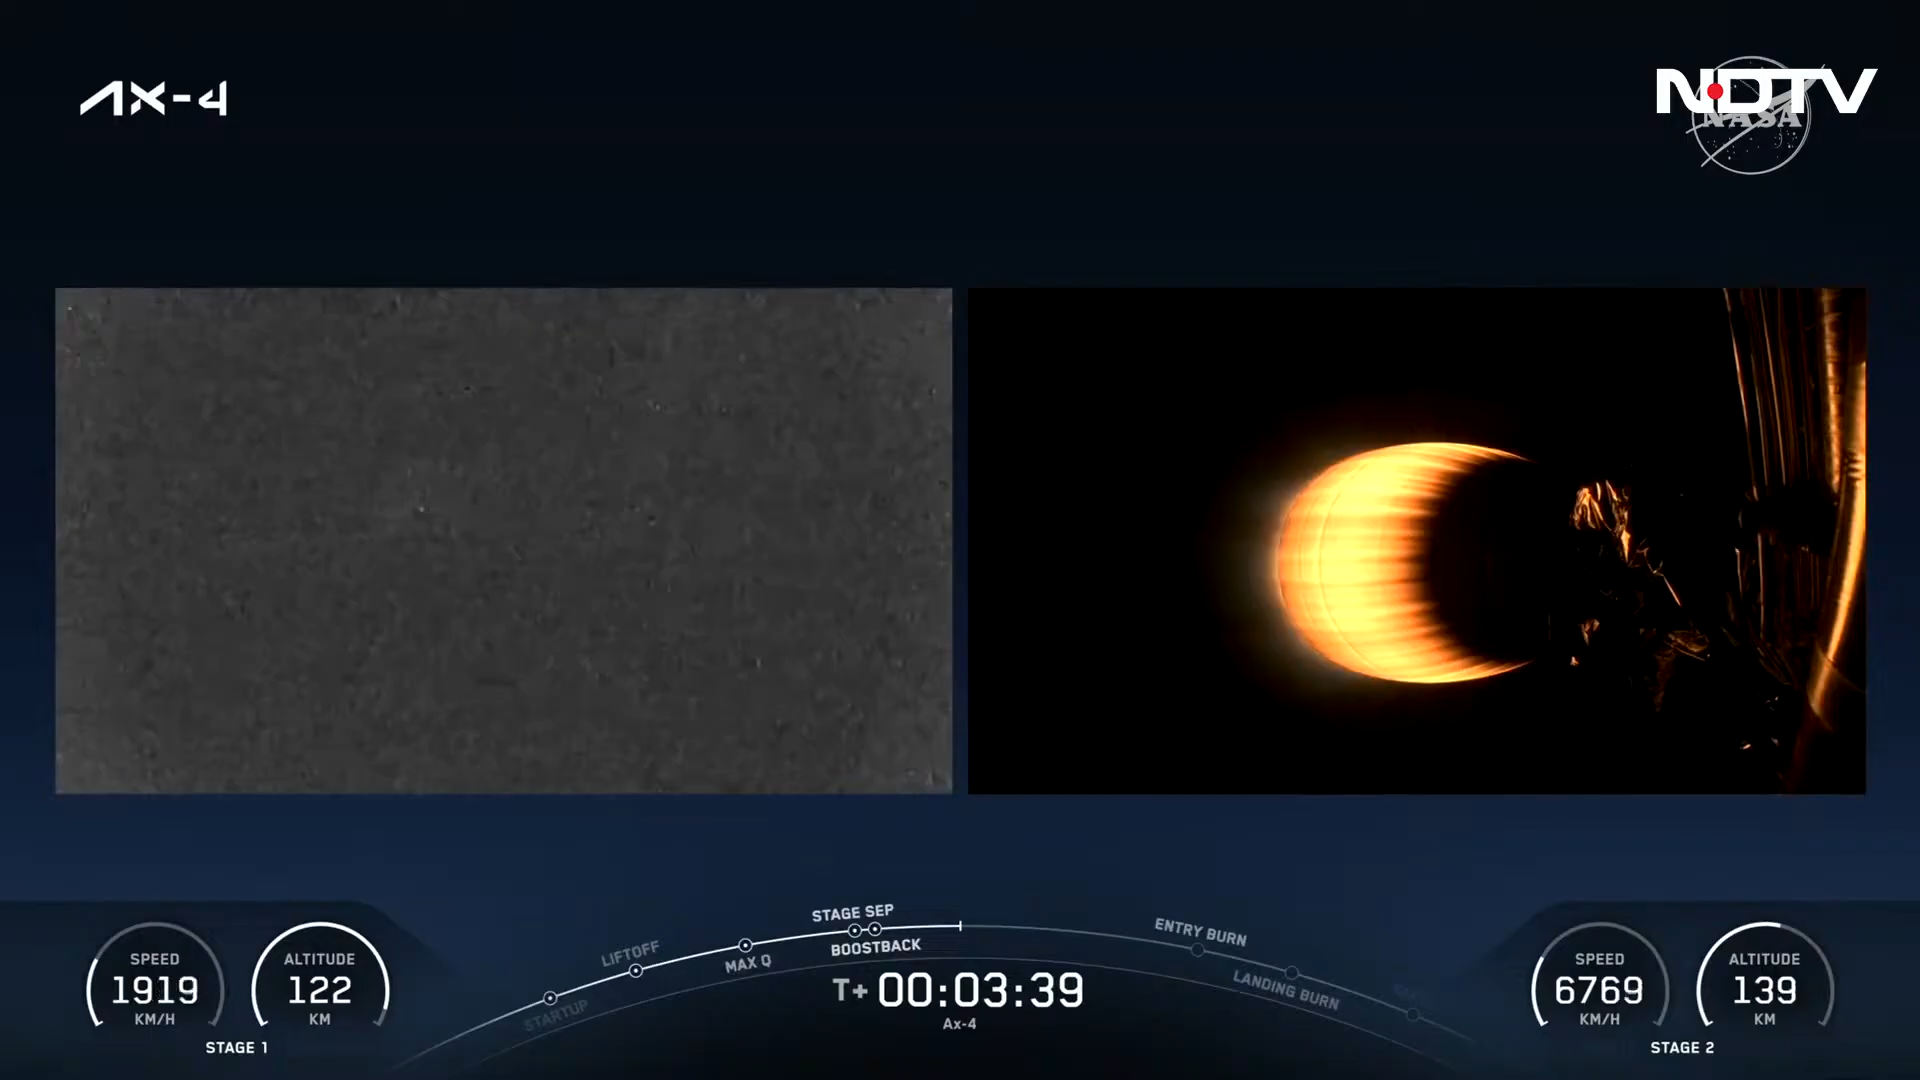 AX-4
NDTV
NASA
STAGE SEP
BOOSTBACK
LIFTOFF
MAX Q
STARTUP
ENTRY BURN
LANDING BURN
SPEED
1919
KM/H
ALTITUDE
122
KM
STAGE 1
T+ 00:03:39
Ax-4
SPEED
6769
KM/H
ALTITUDE
139
KM
STAGE 2